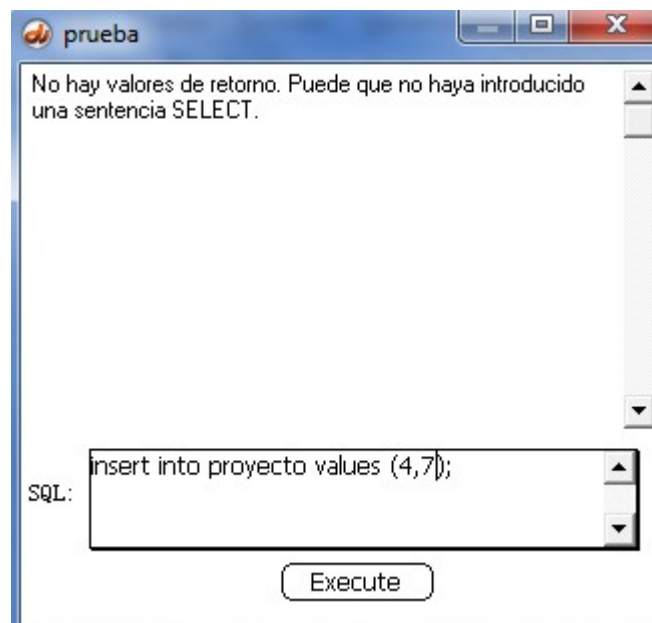 prueba
No hay valores de retorno. Puede que no haya introducido
una sentencia SELECT.
SQL:
insert into proyecto values (4,7);
Execute